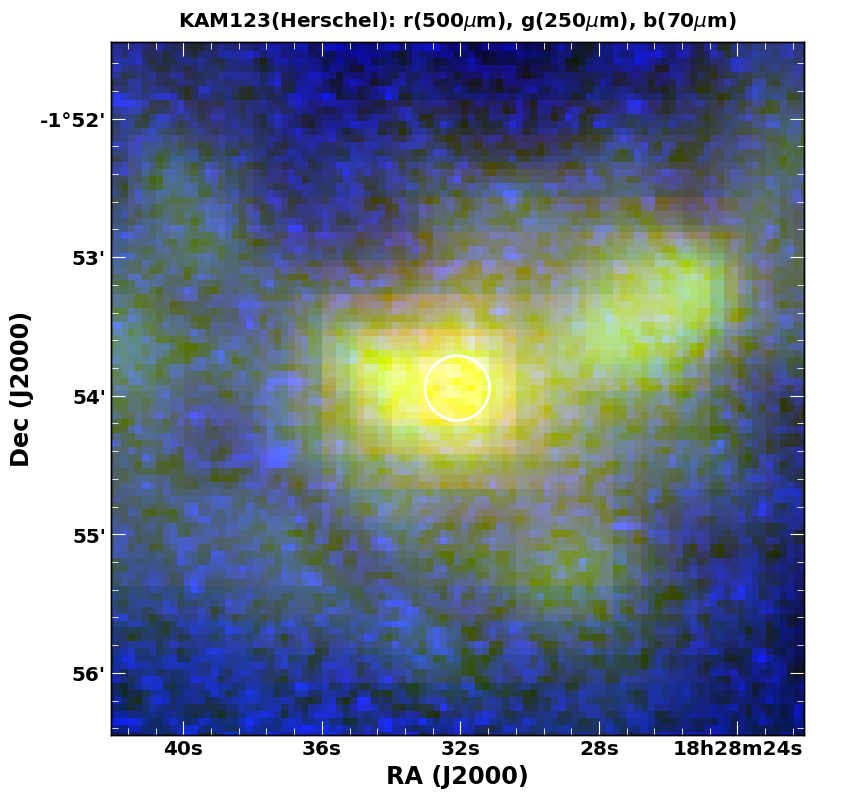 KAM123(Herschel): r(500μm), g(250μm), b(70μm)
-1°52'
53'
54'
55'
56'
Dec (J2000)
40s 36s 32s 28s 18h28m24s
RA (J2000)